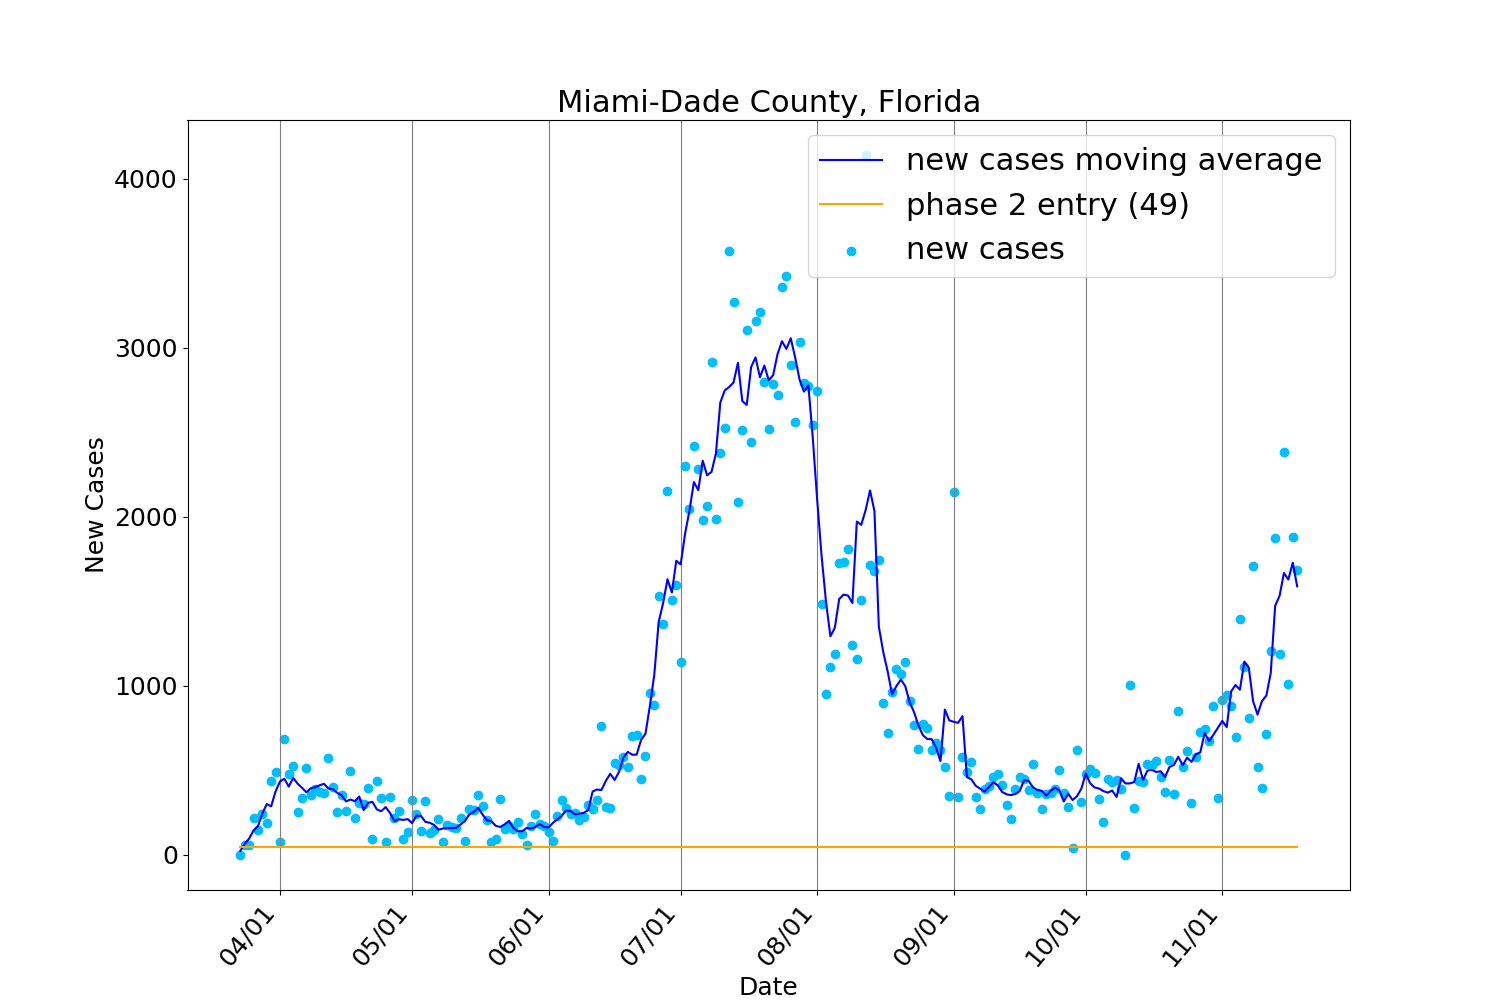 Miami-Dade County, Florida
new cases moving average
phase 2 entry (49)
new cases
New Cases
4000
3000
2000
1000
0
04/01
05/01
06/01
07/01
08/01
09/01
10/01
11/01
Date